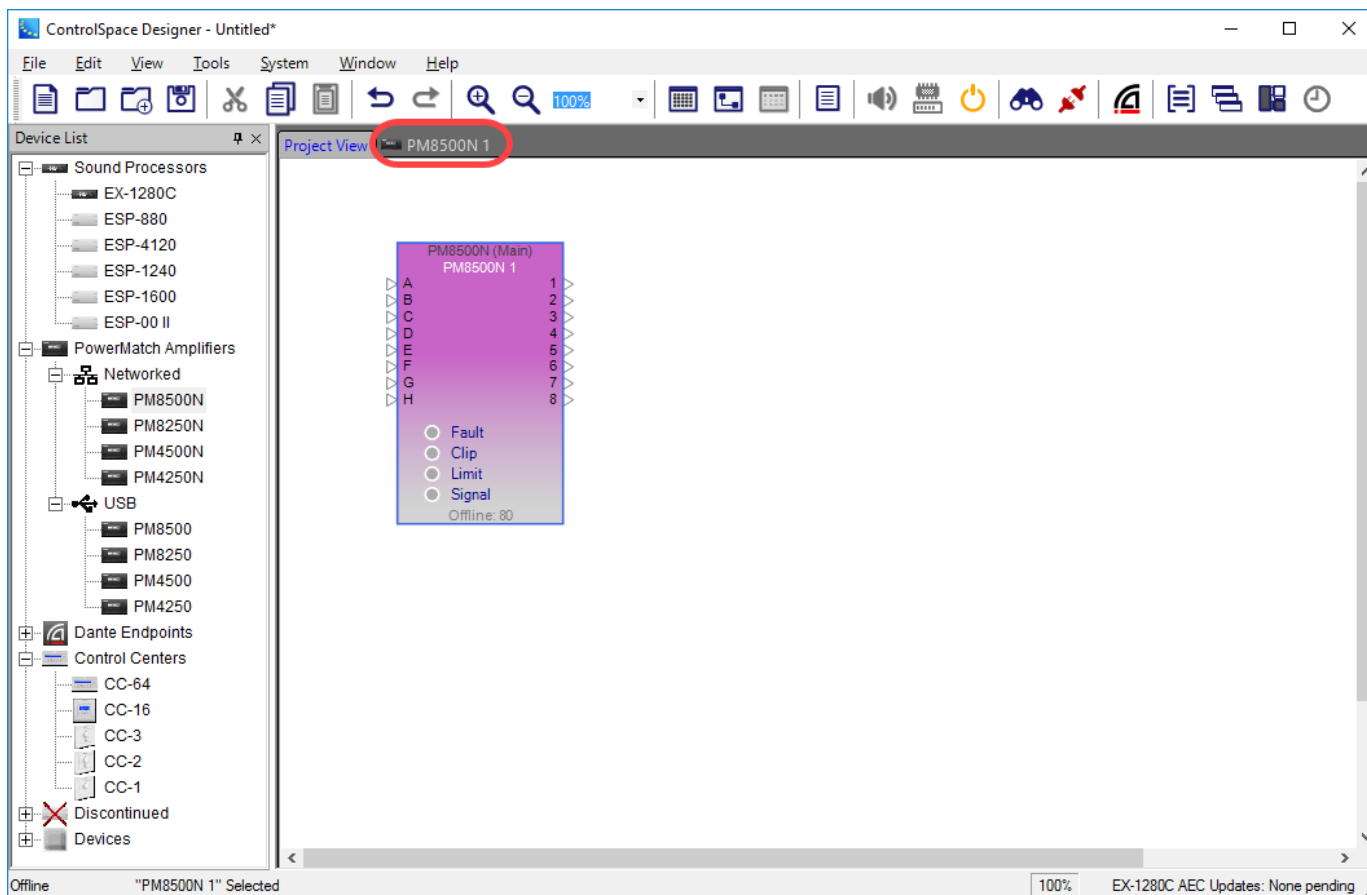 ControlSpace Designer - Untitled*
File Edit View Tools System Window Help
100%
Device List
Project View PM8500N 1
Sound Processors
EX-1280C
ESP-880
ESP-4120
ESP-1240
ESP-1600
ESP-00 II
PowerMatch Amplifiers
Networked
PM8500N
PM8250N
PM4500N
PM4250N
USB
PM8500
PM8250
PM4500
PM4250
Dante Endpoints
Control Centers
CC-64
CC-16
CC-3
CC-2
CC-1
Discontinued
Devices
PM8500N (Main)
PM8500N 1
A 1
B 2
C 3
D 4
E 5
F 6
G 7
H 8
Fault
Clip
Limit
Signal
Offline: 80
Offline "PM8500N 1" Selected 100% EX-1280C AEC Updates: None pending